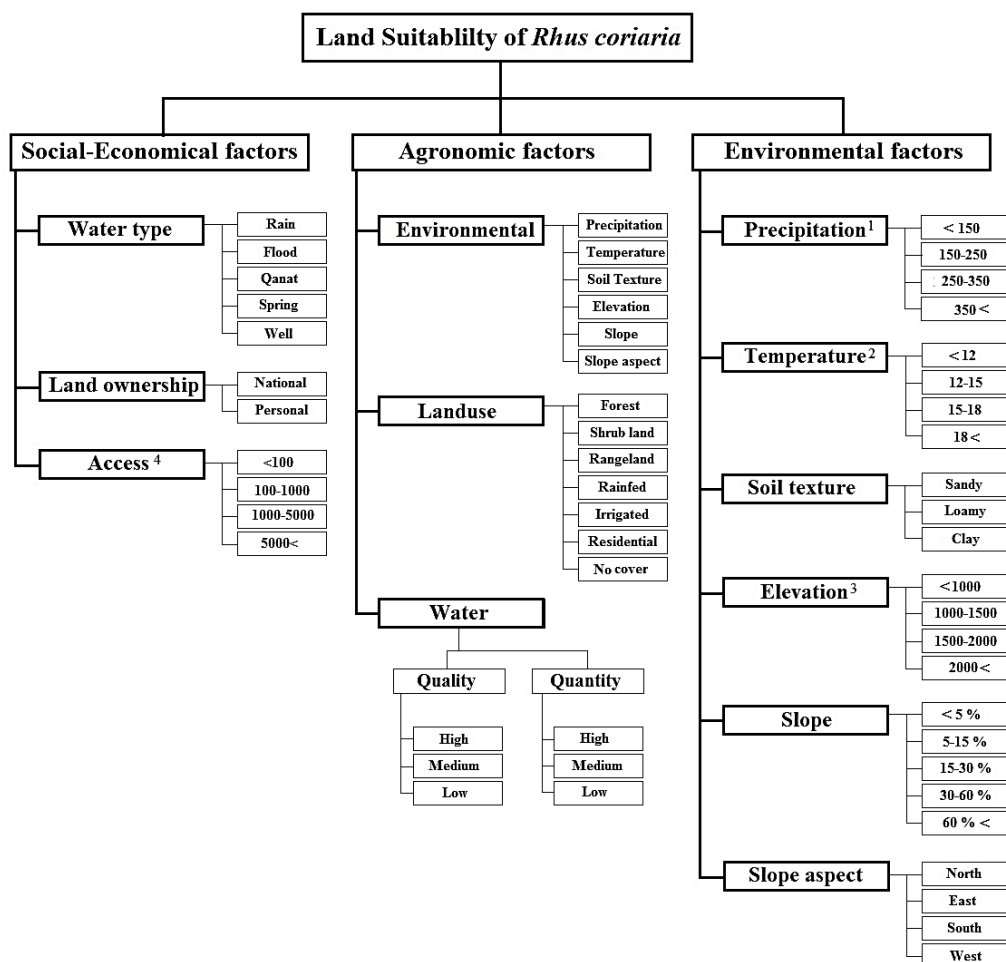 Land Suitablilty of Rhus coriaria
Social-Economical factors
Water type
Rain
Flood
Qanat
Spring
Well
Land ownership
National
Personal
Access 4
<100
100-1000
1000-5000
5000<
Agronomic factors
Environmental
Precipitation
Temperature
Soil Texture
Elevation
Slope
Slope aspect
Landuse
Forest
Shrub land
Rangeland
Rainfed
Irrigated
Residential
No cover
Water
Quality
High
Medium
Low
Quantity
High
Medium
Low
Environmental factors
Precipitation1
< 150
150-250
250-350
350 <
Temperature2
< 12
12-15
15-18
18 <
Soil texture
Sandy
Loamy
Clay
Elevation3
<1000
1000-1500
1500-2000
2000 <
Slope
< 5 %
5-15 %
15-30 %
30-60 %
60 % <
Slope aspect
North
East
South
West